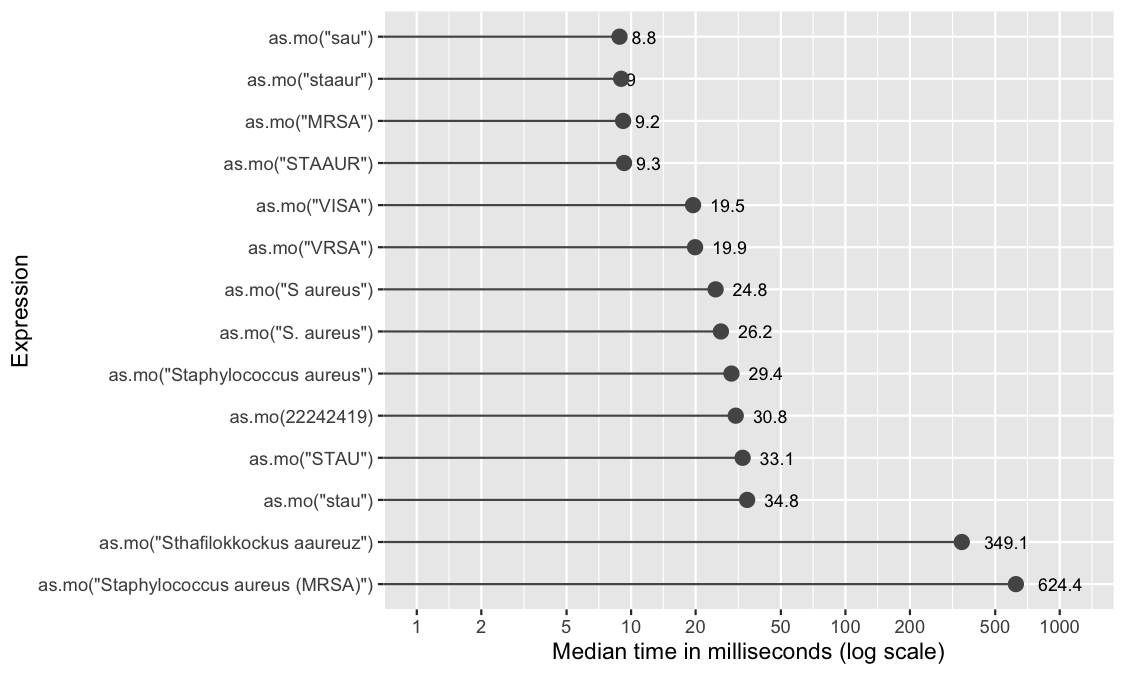 as.mo("sau") 8.8
as.mo("staaur") 9
as.mo("MRSA") 9.2
as.mo("STAAUR") 9.3
as.mo("VISA") 19.5
as.mo("VRSA") 19.9
as.mo("S aureus") 24.8
as.mo("S. aureus") 26.2
as.mo("Staphylococcus aureus") 29.4
as.mo(22242419) 30.8
as.mo("STAU") 33.1
as.mo("stau") 34.8
as.mo("Sthafilokkockus aaureuz") 349.1
as.mo("Staphylococcus aureus (MRSA)") 624.4
Expression
1 2 5 10 20 50 100 200 500 1000
Median time in milliseconds (log scale)